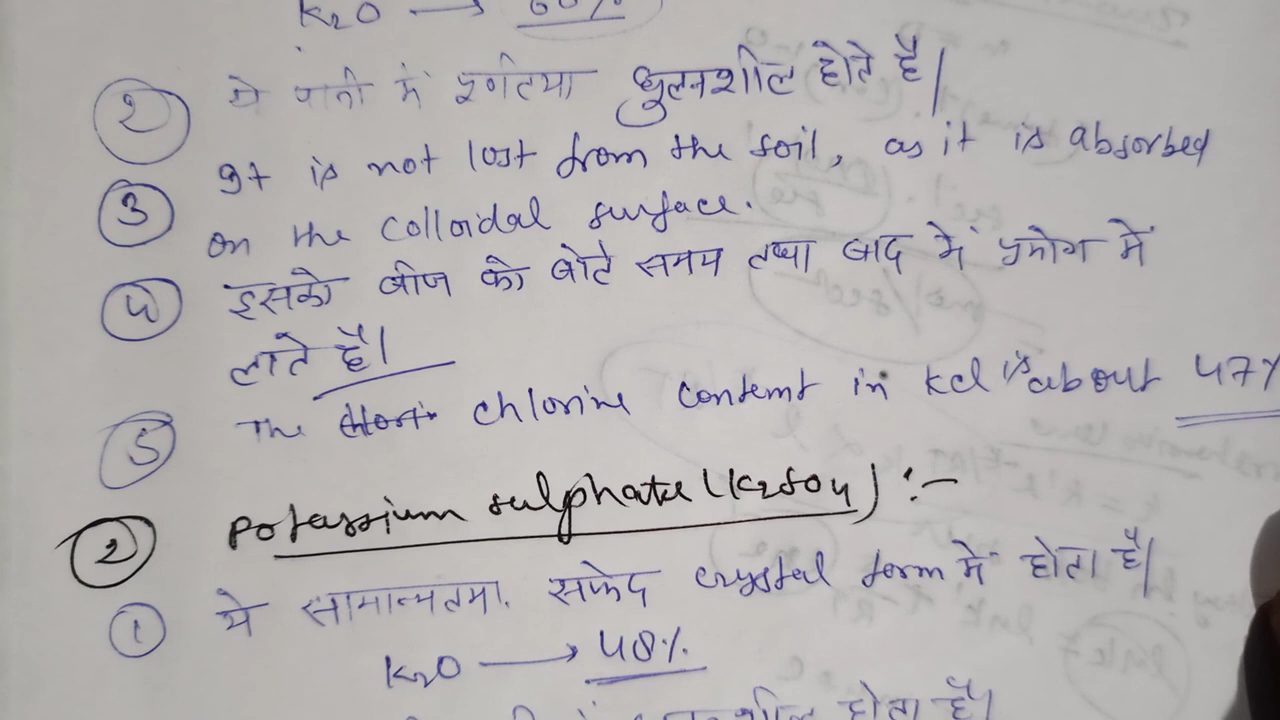 K₂O → 60%
② ये पानी में पूर्णतया घुलनशील होते है।
③ It is not lost from the soil, as it is absorbed
on the colloidal surface.
④ इसको बीज को बोते समय तथा बाद में प्रयोग में
लाते है।
⑤ The chlorine content in kcl is about 47%
② Potassium sulphate (K₂SO₄) :-
① ये सामान्यतया. सफेद crystal form में होता है।
K₂O → 48%
घुलनशील होता है।